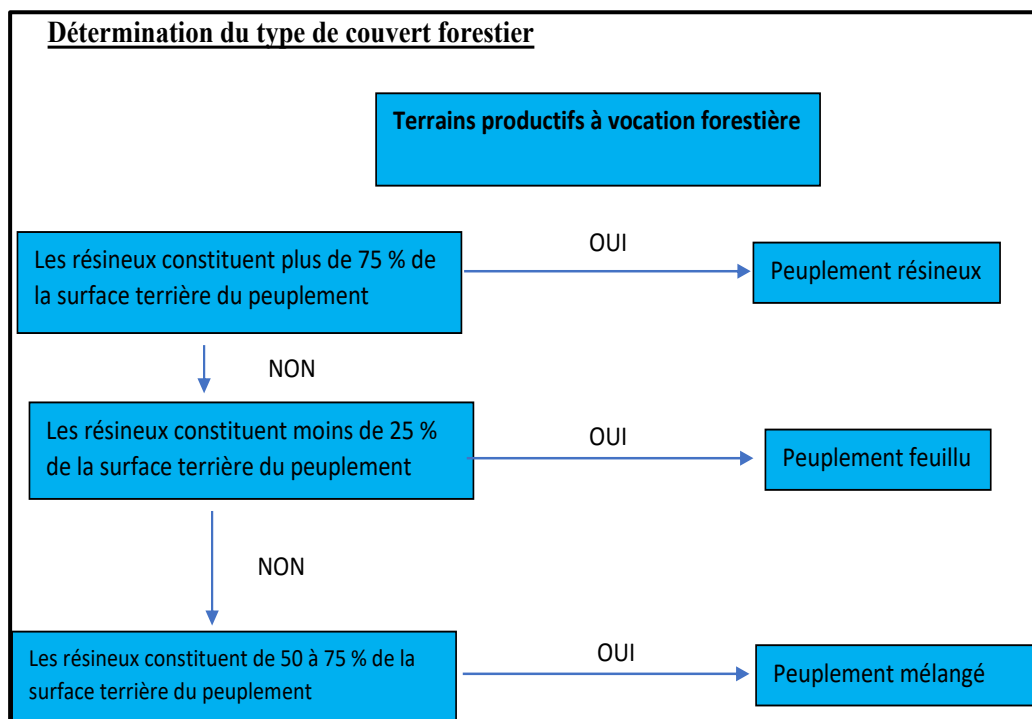 Détermination du type de couvert forestier
Terrains productifs à vocation forestière
Les résineux constituent plus de 75 % de
la surface terrière du peuplement
OUI
Peuplement résineux
NON
Les résineux constituent moins de 25 %
de la surface terrière du peuplement
OUI
Peuplement feuillu
NON
Les résineux constituent de 50 à 75 % de la
surface terrière du peuplement
OUI
Peuplement mélangé